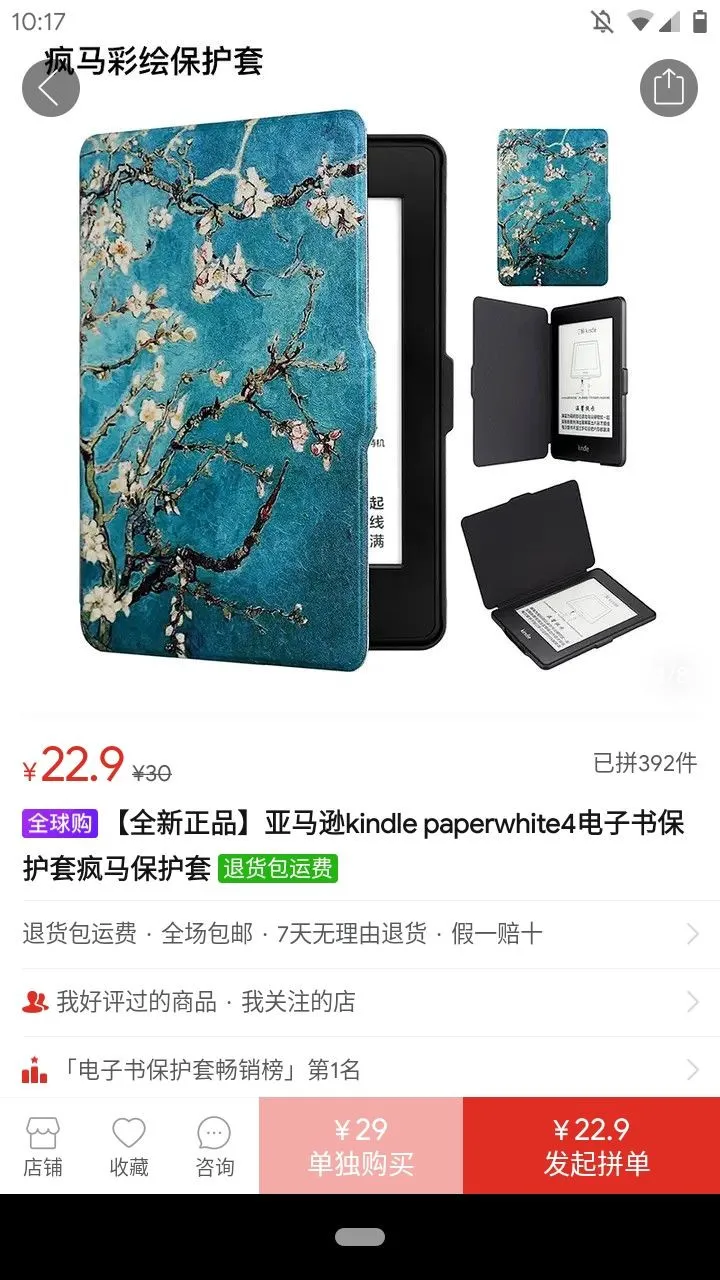 10:17
疯马彩绘保护套
起
线
满
kindle
kindle
¥22.9 ¥30
已拼392件
全球购 【全新正品】亚马逊kindle paperwhite4电子书保
护套疯马保护套 退货包运费
退货包运费 · 全场包邮 · 7天无理由退货 · 假一赔十
我好评过的商品 · 我关注的店
「电子书保护套畅销榜」第1名
店铺
收藏
咨询
¥29
单独购买
¥22.9
发起拼单